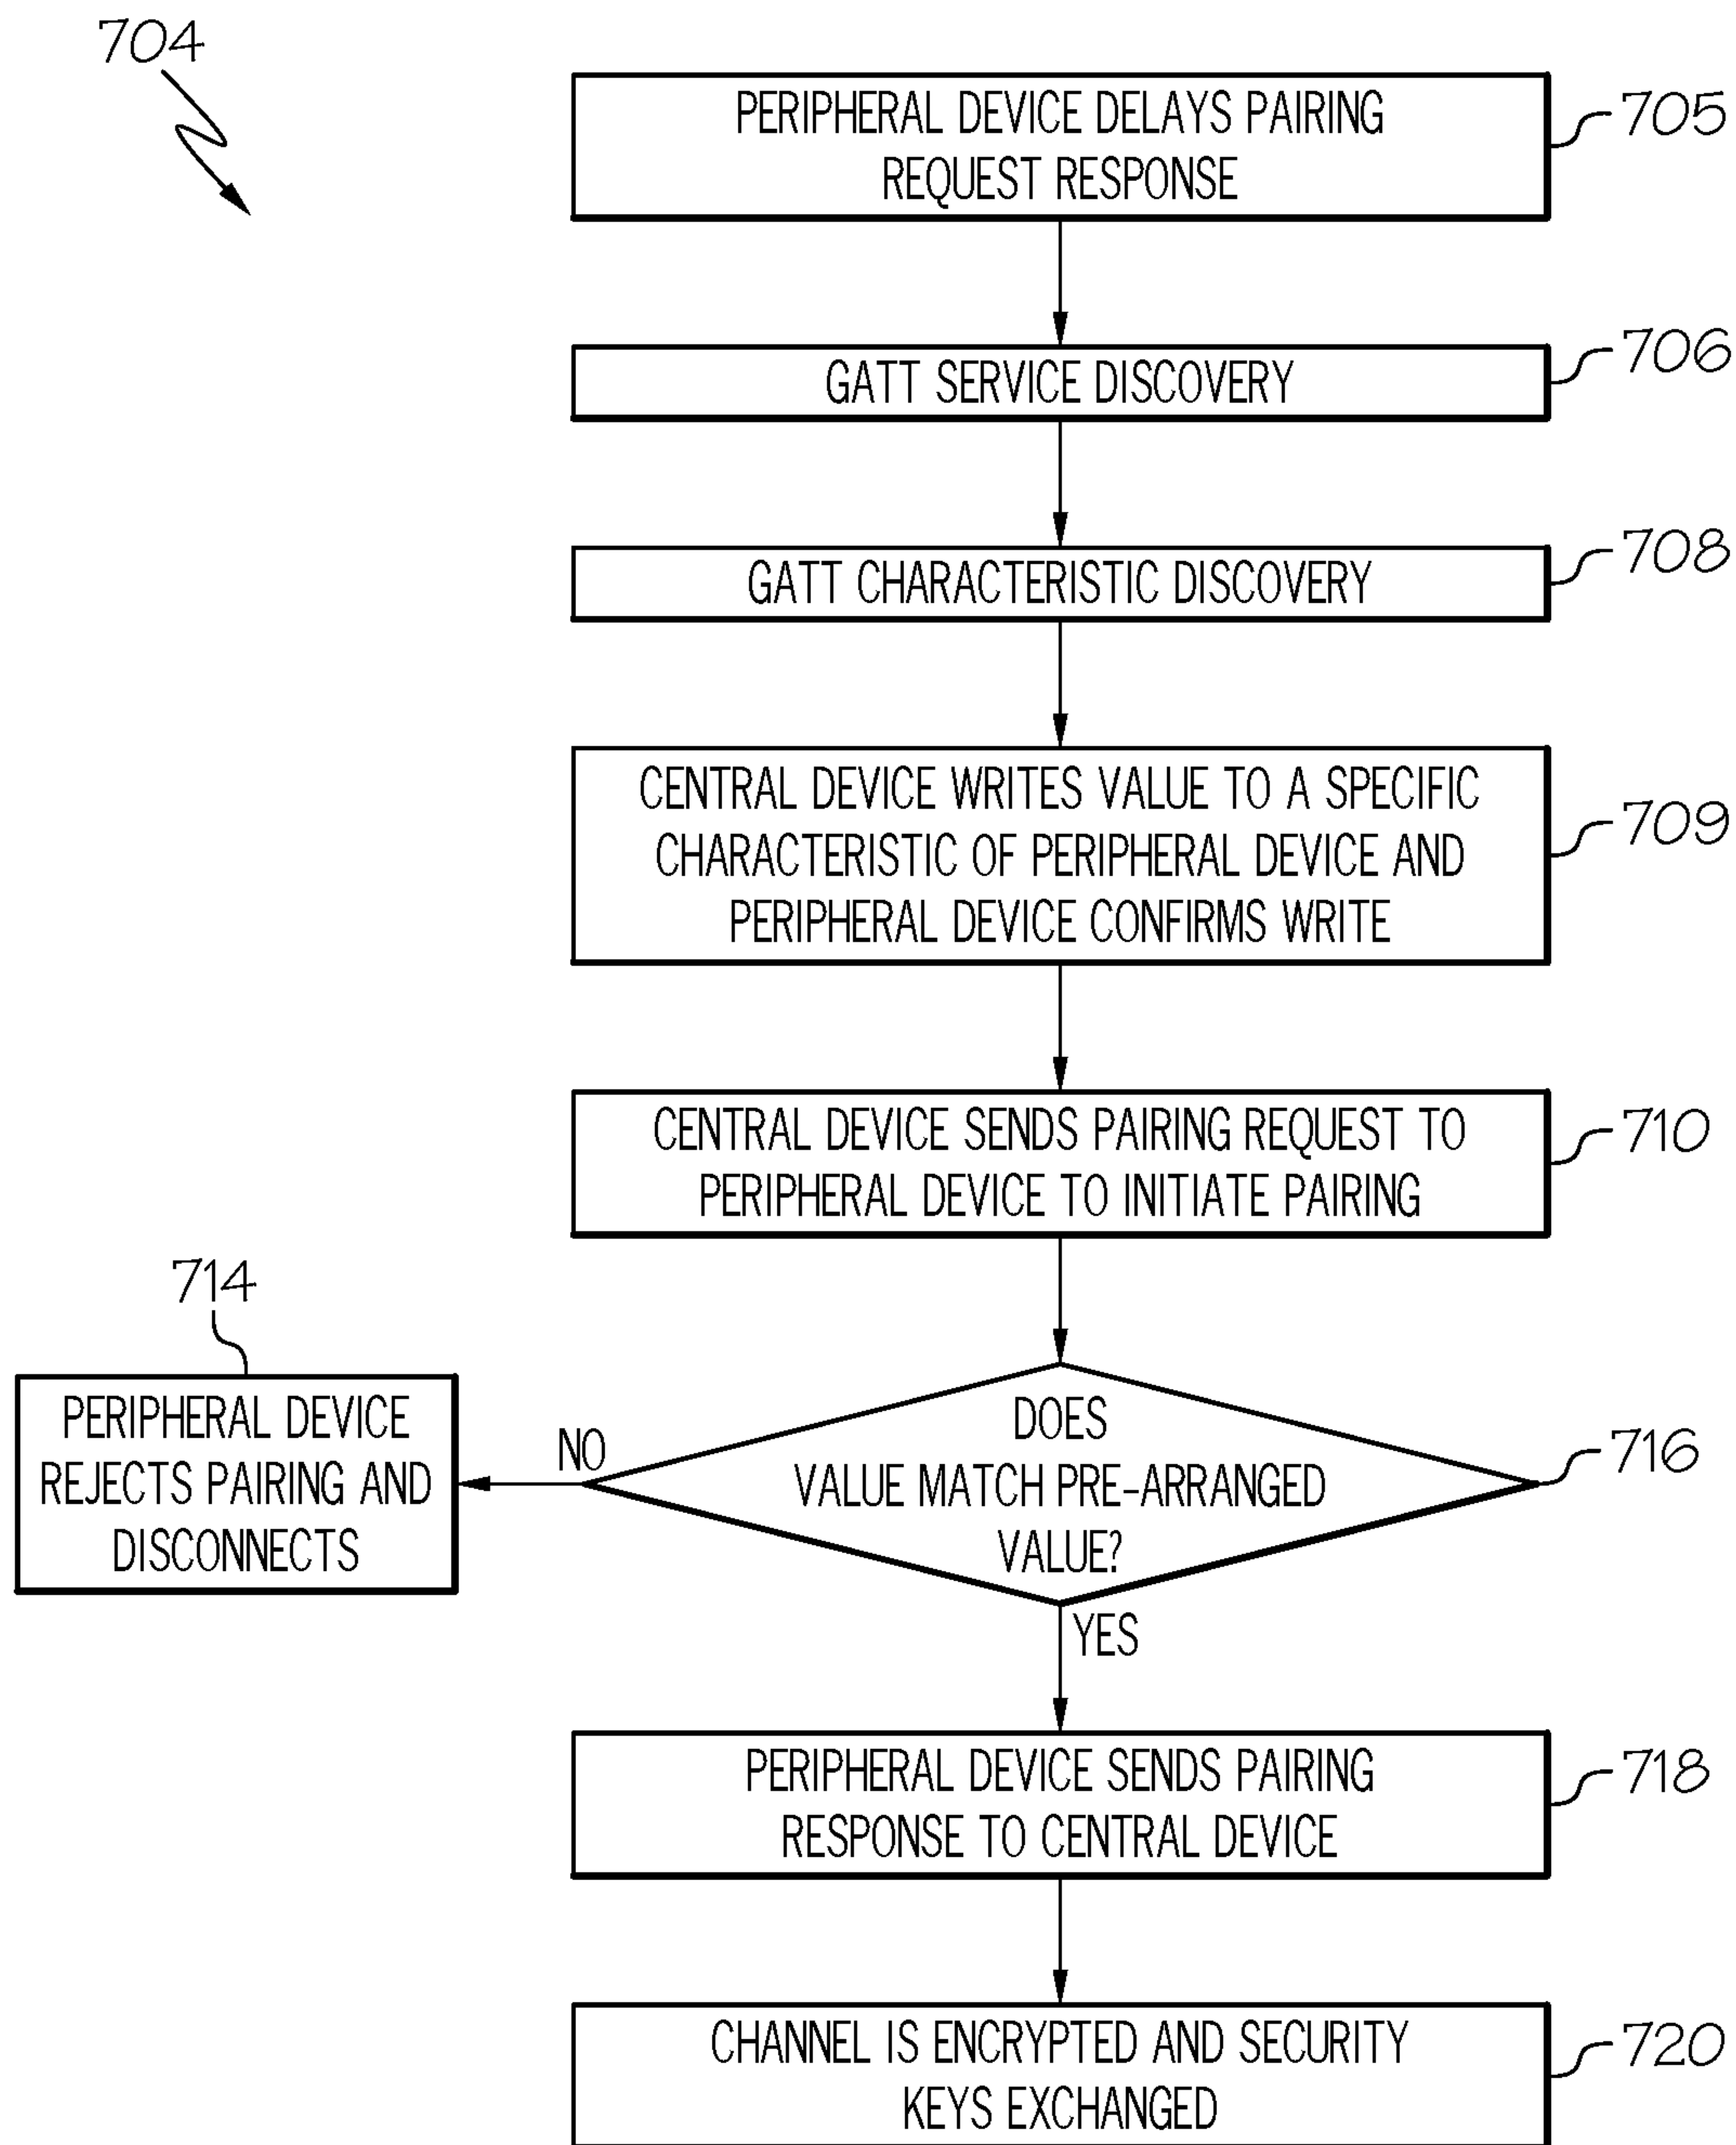 704
PERIPHERAL DEVICE DELAYS PAIRING
REQUEST RESPONSE
705
GATT SERVICE DISCOVERY
706
GATT CHARACTERISTIC DISCOVERY
708
CENTRAL DEVICE WRITES VALUE TO A SPECIFIC
CHARACTERISTIC OF PERIPHERAL DEVICE AND
PERIPHERAL DEVICE CONFIRMS WRITE
709
CENTRAL DEVICE SENDS PAIRING REQUEST TO
PERIPHERAL DEVICE TO INITIATE PAIRING
710
714
PERIPHERAL DEVICE
REJECTS PAIRING AND
DISCONNECTS
NO
DOES
VALUE MATCH PRE-ARRANGED
VALUE?
716
YES
PERIPHERAL DEVICE SENDS PAIRING
RESPONSE TO CENTRAL DEVICE
718
CHANNEL IS ENCRYPTED AND SECURITY
KEYS EXCHANGED
720